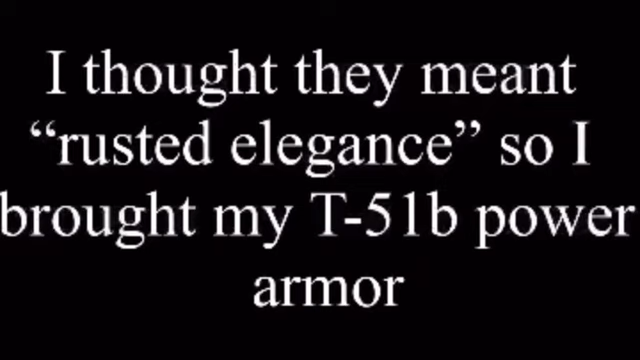 I thought they meant
“rusted elegance” so I
brought my T-51b power
armor